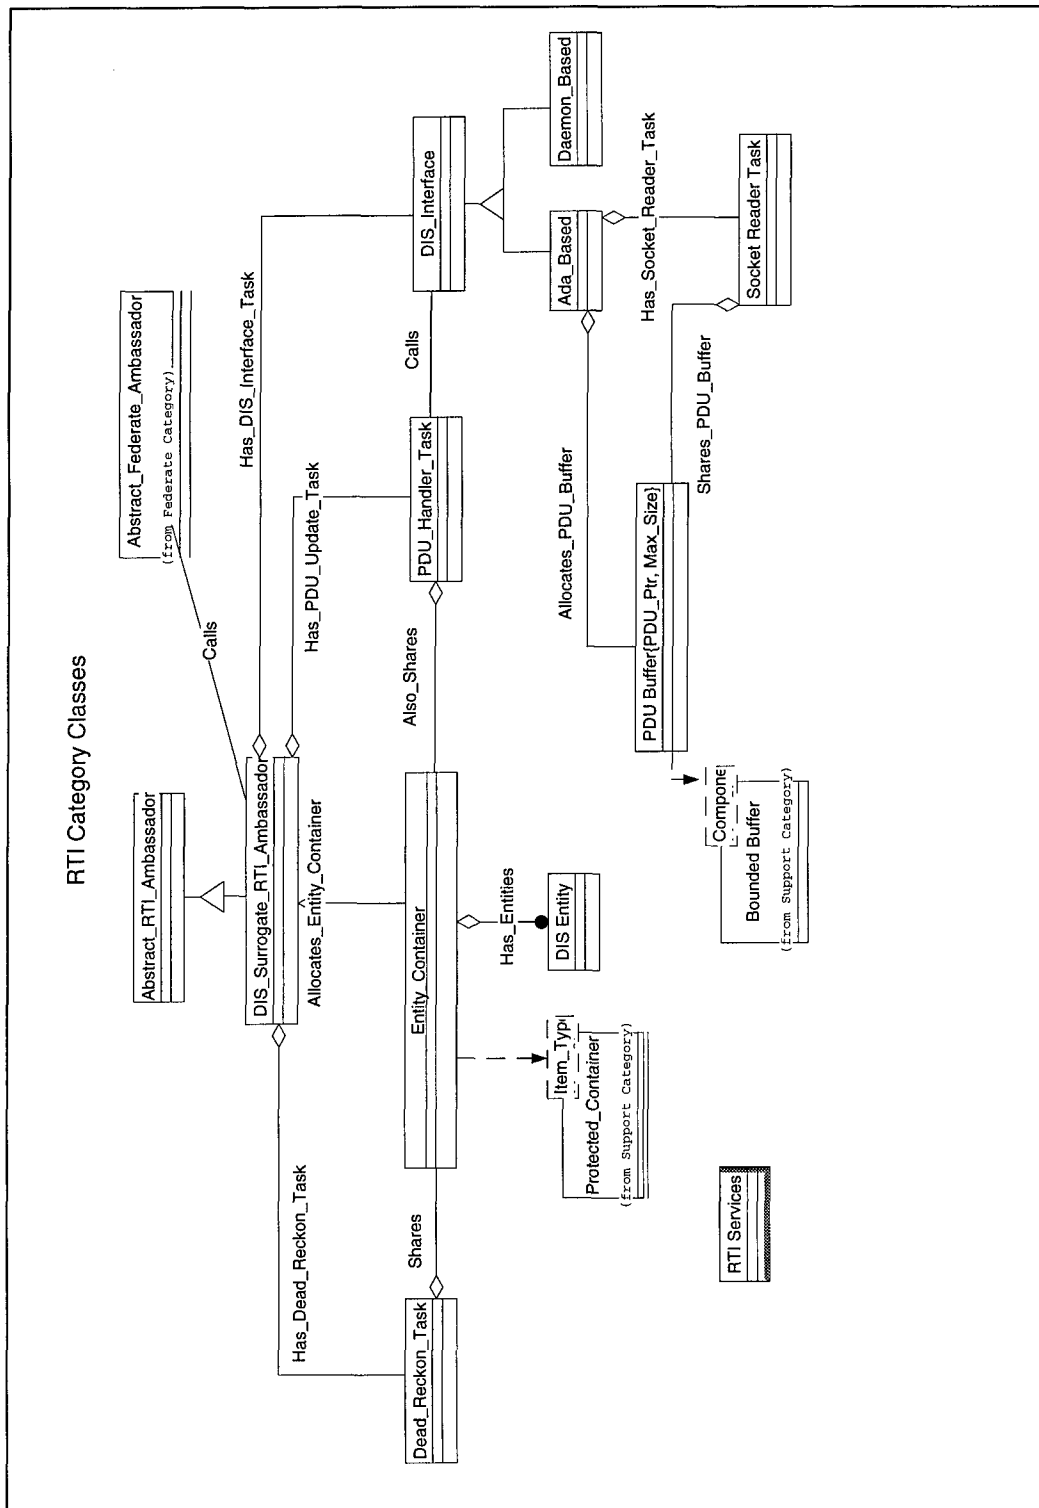 RTI Category Classes
Abstract_RTI_Ambassador
Abstract_Federate_Ambassador
(from Federate Category)
Calls
DIS_Surrogate_RTI_Ambassador
Has_DIS_Interface_Task
Has_PDU_Update_Task
Has_Dead_Reckon_Task
Allocates_Entity_Container
Dead_Reckon_Task
Shares
Entity_Container
Also_Shares
PDU_Handler_Task
Calls
DIS_Interface
Has_Entities
DIS Entity
Item_Typ
Protected_Container
(from Support Category)
Ada_Based
Daemon_Based
Allocates_PDU_Buffer
Has_Socket_Reader_Task
PDU Buffer{PDU_Ptr, Max_Size}
Shares_PDU_Buffer
Socket Reader Task
Compone
Bounded Buffer
(from Support Category)
RTI Services